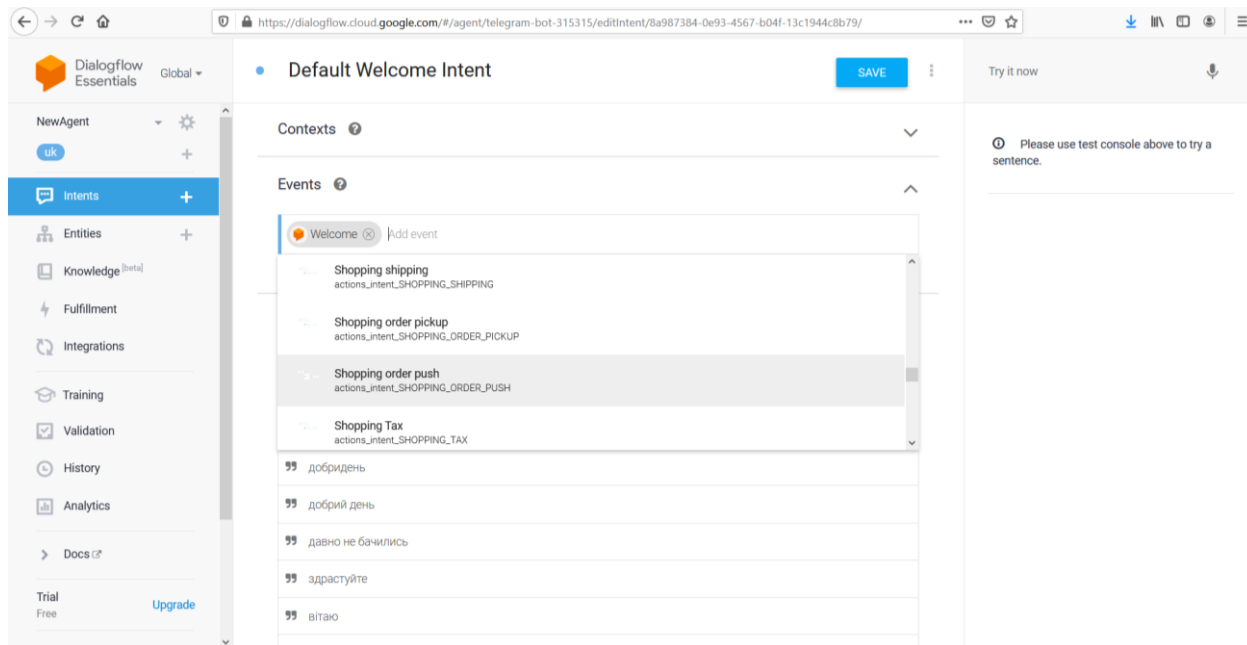 https://dialogflow.cloud.google.com/#/agent/telegram-bot-315315/editIntent/8a987384-0e93-4567-b04f-13c1944c8b79/
Dialogflow
Essentials
Global
Default Welcome Intent
SAVE
Try it now
NewAgent
uk
Contexts
Please use test console above to try a
sentence.
Events
Intents
Entities
Welcome
Add event
Knowledge [beta]
Shopping shipping
actions_intent_SHOPPING_SHIPPING
Fulfillment
Shopping order pickup
actions_intent_SHOPPING_ORDER_PICKUP
Integrations
Shopping order push
actions_intent_SHOPPING_ORDER_PUSH
Training
Shopping Tax
actions_intent_SHOPPING_TAX
Validation
History
добридень
Analytics
добрий день
Docs
давно не бачились
здрастуйте
Trial
Free
Upgrade
вітаю